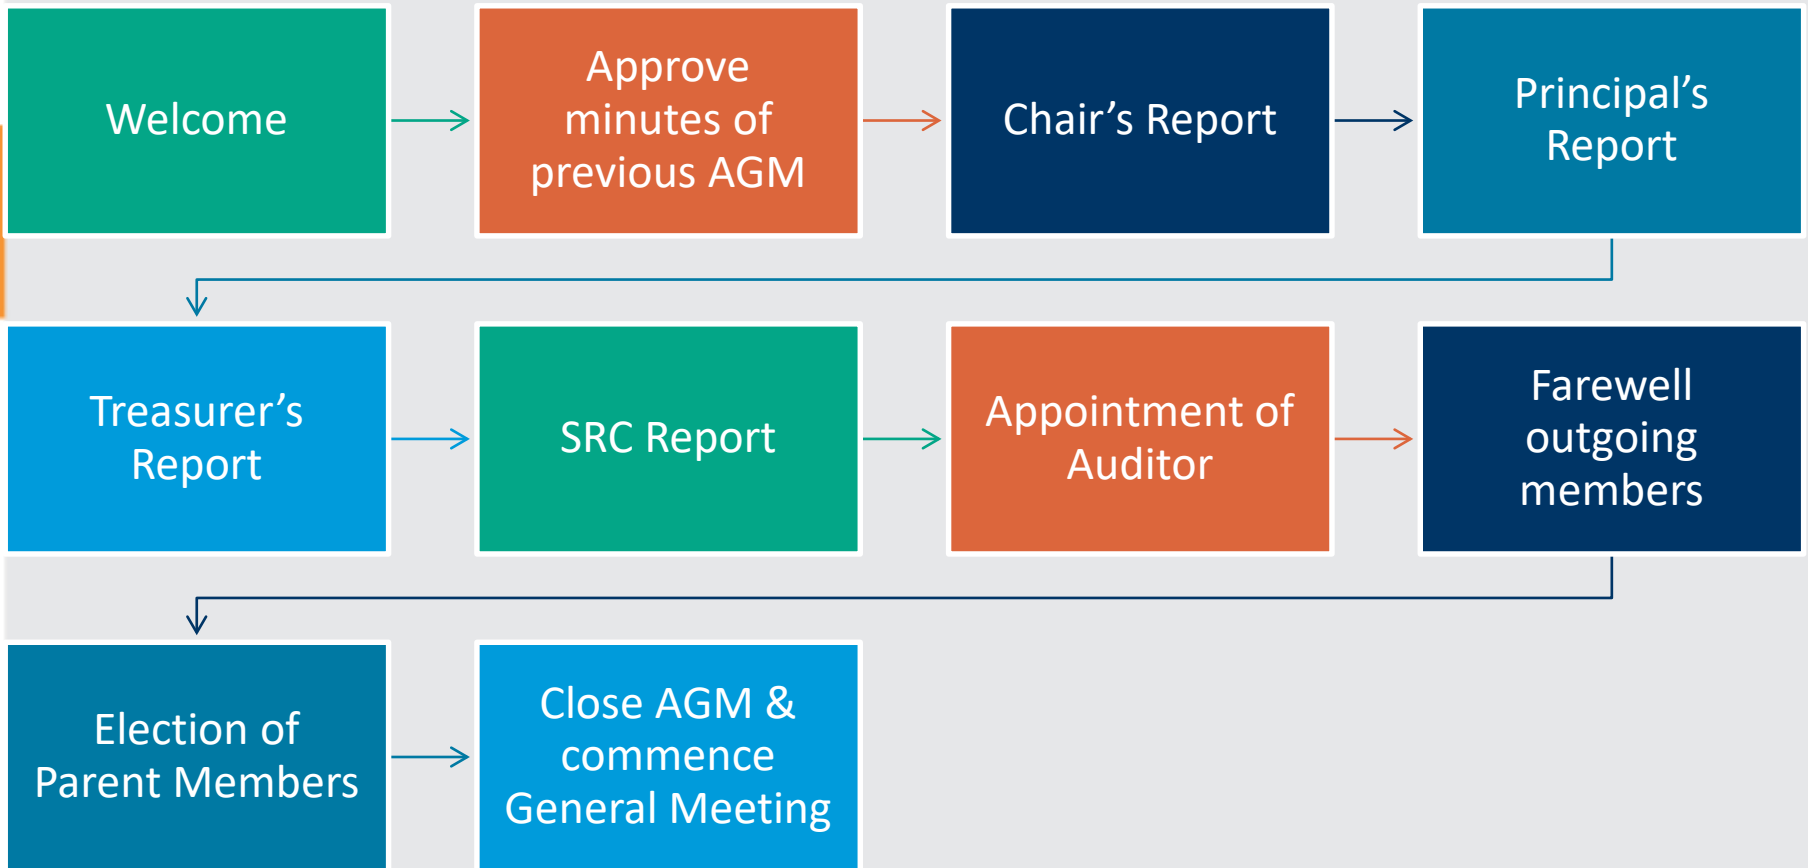 Welcome
Approve
minutes of
previous AGM
Chair’s Report
Principal’s
Report
Treasurer’s
Report
SRC Report
Appointment of
Auditor
Farewell
outgoing
members
Election of
Parent Members
Close AGM &
commence
General Meeting